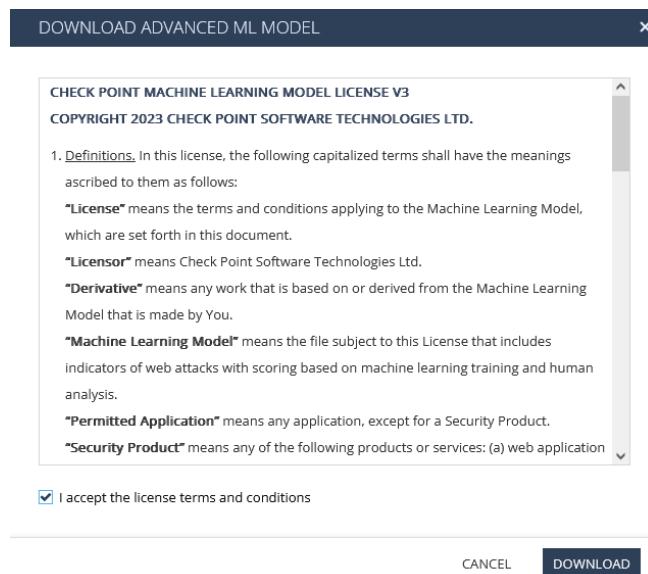 DOWNLOAD ADVANCED ML MODEL
CHECK POINT MACHINE LEARNING MODEL LICENSE V3
COPYRIGHT 2023 CHECK POINT SOFTWARE TECHNOLOGIES LTD.
1. Definitions. In this license, the following capitalized terms shall have the meanings
ascribed to them as follows:
"License" means the terms and conditions applying to the Machine Learning Model,
which are set forth in this document.
"Licensor" means Check Point Software Technologies Ltd.
"Derivative" means any work that is based on or derived from the Machine Learning
Model that is made by You.
"Machine Learning Model" means the file subject to this License that includes
indicators of web attacks with scoring based on machine learning training and human
analysis.
"Permitted Application" means any application, except for a Security Product.
"Security Product" means any of the following products or services: (a) web application
I accept the license terms and conditions
CANCEL DOWNLOAD